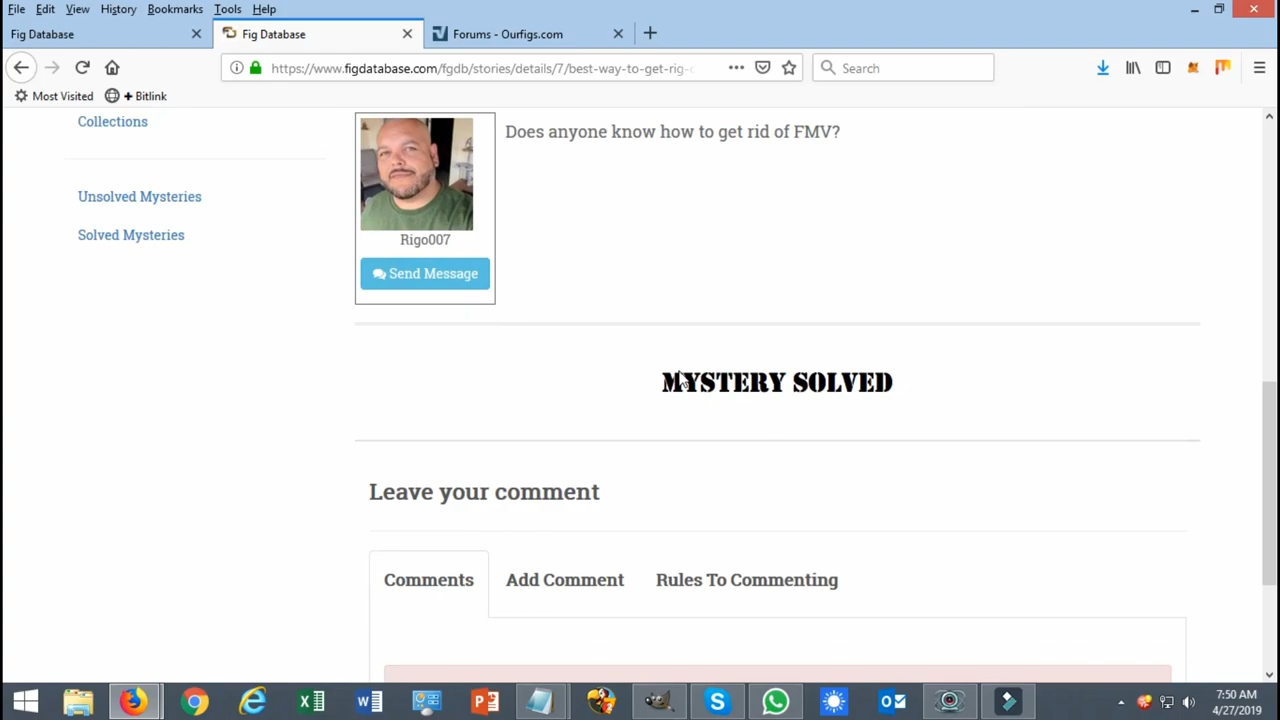 File Edit View History Bookmarks Tools Help
Fig Database Fig Database Forums - Ourfigs.com
https://www.figdatabase.com/fgdb/stories/details/7/best-way-to-get-rig- Search
Most Visited Bitlink
Collections
Does anyone know how to get rid of FMV?
Unsolved Mysteries
Solved Mysteries
Rigo007
Send Message
MYSTERY SOLVED
Leave your comment
Comments Add Comment Rules To Commenting
7:50 AM
4/27/2019